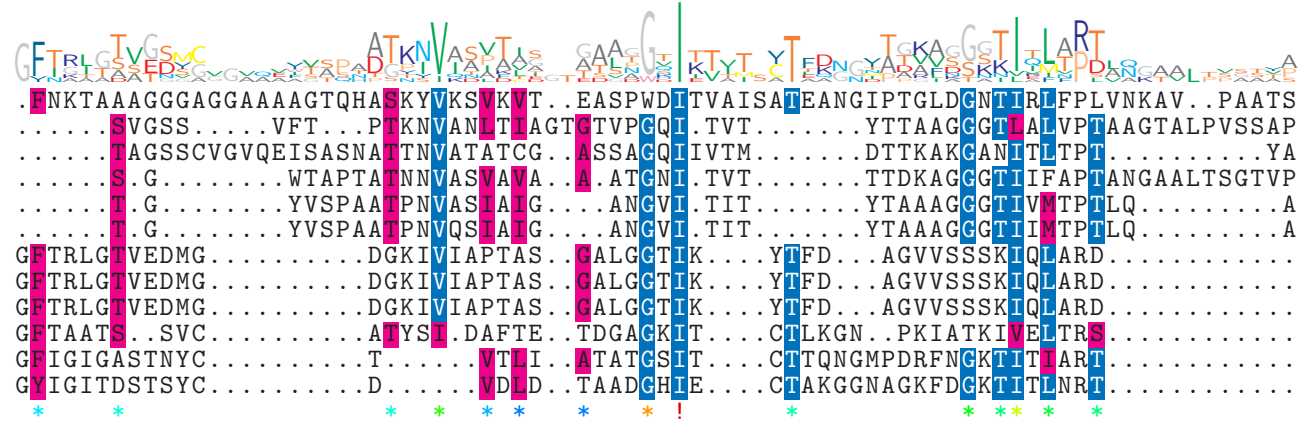 .FNKTAAAGGGAGGAAAAGTQHASKYVKSVKVT..EASPWDITVAISATEANGIPTGLDGNTIRLFPLVNKAV..PAATS
......SVGSS.....VFT...PTKNVANLTIAGTGTVPGQI.TVT.......YTTAAGGGTLALVPTAAGTALPVSSAP
......TAGSSCVGVQEISASNATTNVATATCG..ASSAGQIIVTM.......DTTKAKGANITLTPT..........YA
......S.G........WTAPTATNNVASVAVA..A.ATGNI.TVT.......TTDKAGGGTIIFAPTANGAALTSGTVP
......T.G........YVSPAATPNVASIAIG....ANGVI.TIT.......YTAAAGGGTIVMTPTLQ.........A
......T.G........YVSPAATPNVQSIAIG....ANGVI.TIT.......YTAAAGGGTIIMTPTLQ.........A
GFTRLGTVEDMG..........DGKIVIAPTAS..GALGGTIK....YTFD...AGVVSSSKIQLARD............
GFTRLGTVEDMG..........DGKIVIAPTAS..GALGGTIK....YTFD...AGVVSSSKIQLARD............
GFTRLGTVEDMG..........DGKIVIAPTAS..GALGGTIK....YTFD...AGVVSSSKIQLARD............
GFTAATS..SVC..........ATYSI.DAFTE..TDGAGKIT....CTLKGN..PKIATKIVELTRS............
GFIGIGASTNYC..........T......VTLI..ATATGSIT....CTTQNGMPDRFNGKTITIART............
GYIGITDSTSYC..........D......VDLD..TAADGHIE....CTAKGGNAGKFDGKTITLNRT............
* * * * * * * * ! * * * * * *